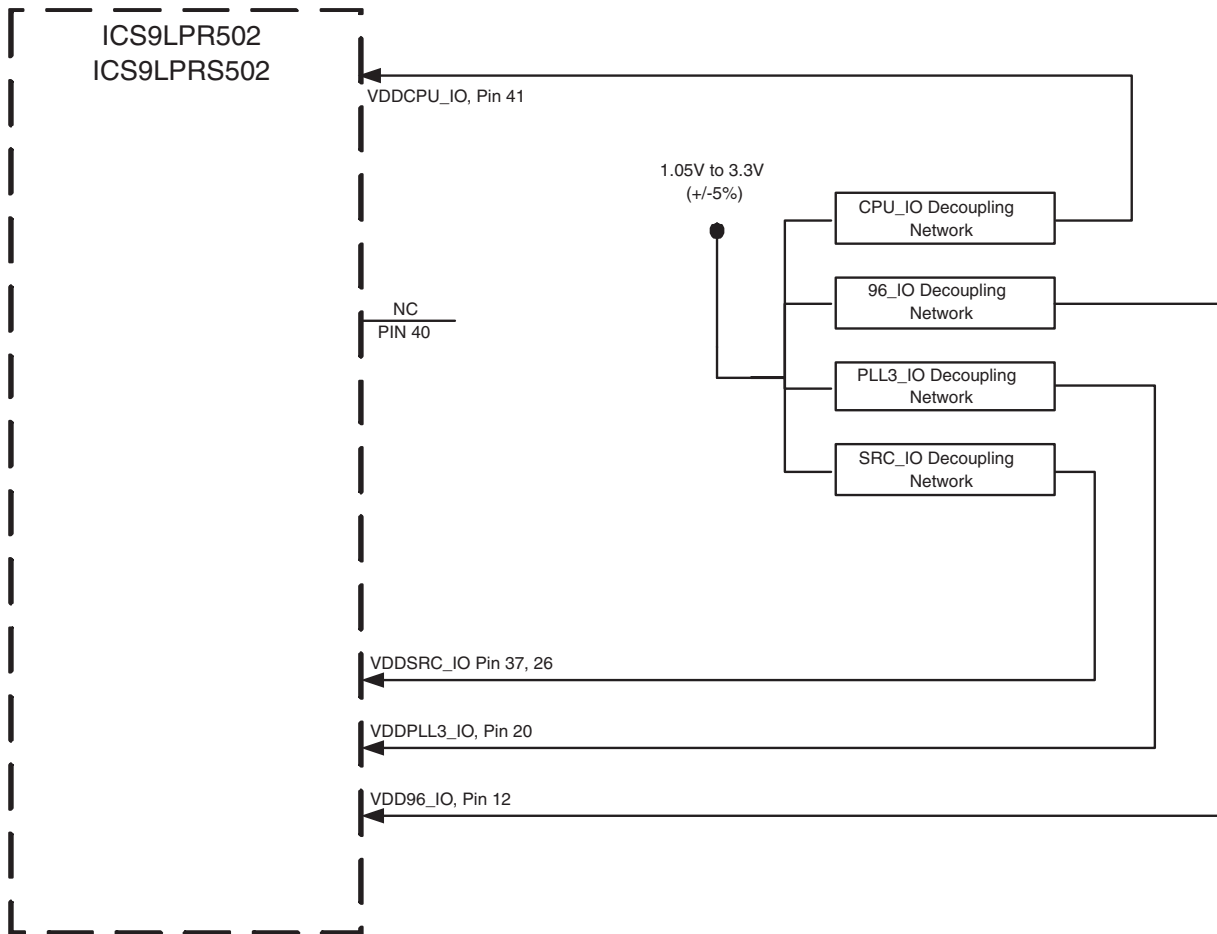 ICS9LPR502
ICS9LPRS502
VDDCPU_IO, Pin 41
1.05V to 3.3V
(+/-5%)
CPU_IO Decoupling
Network
96_IO Decoupling
Network
NC
PIN 40
PLL3_IO Decoupling
Network
SRC_IO Decoupling
Network
VDDSRC_IO Pin 37, 26
VDDPLL3_IO, Pin 20
VDD96_IO, Pin 12